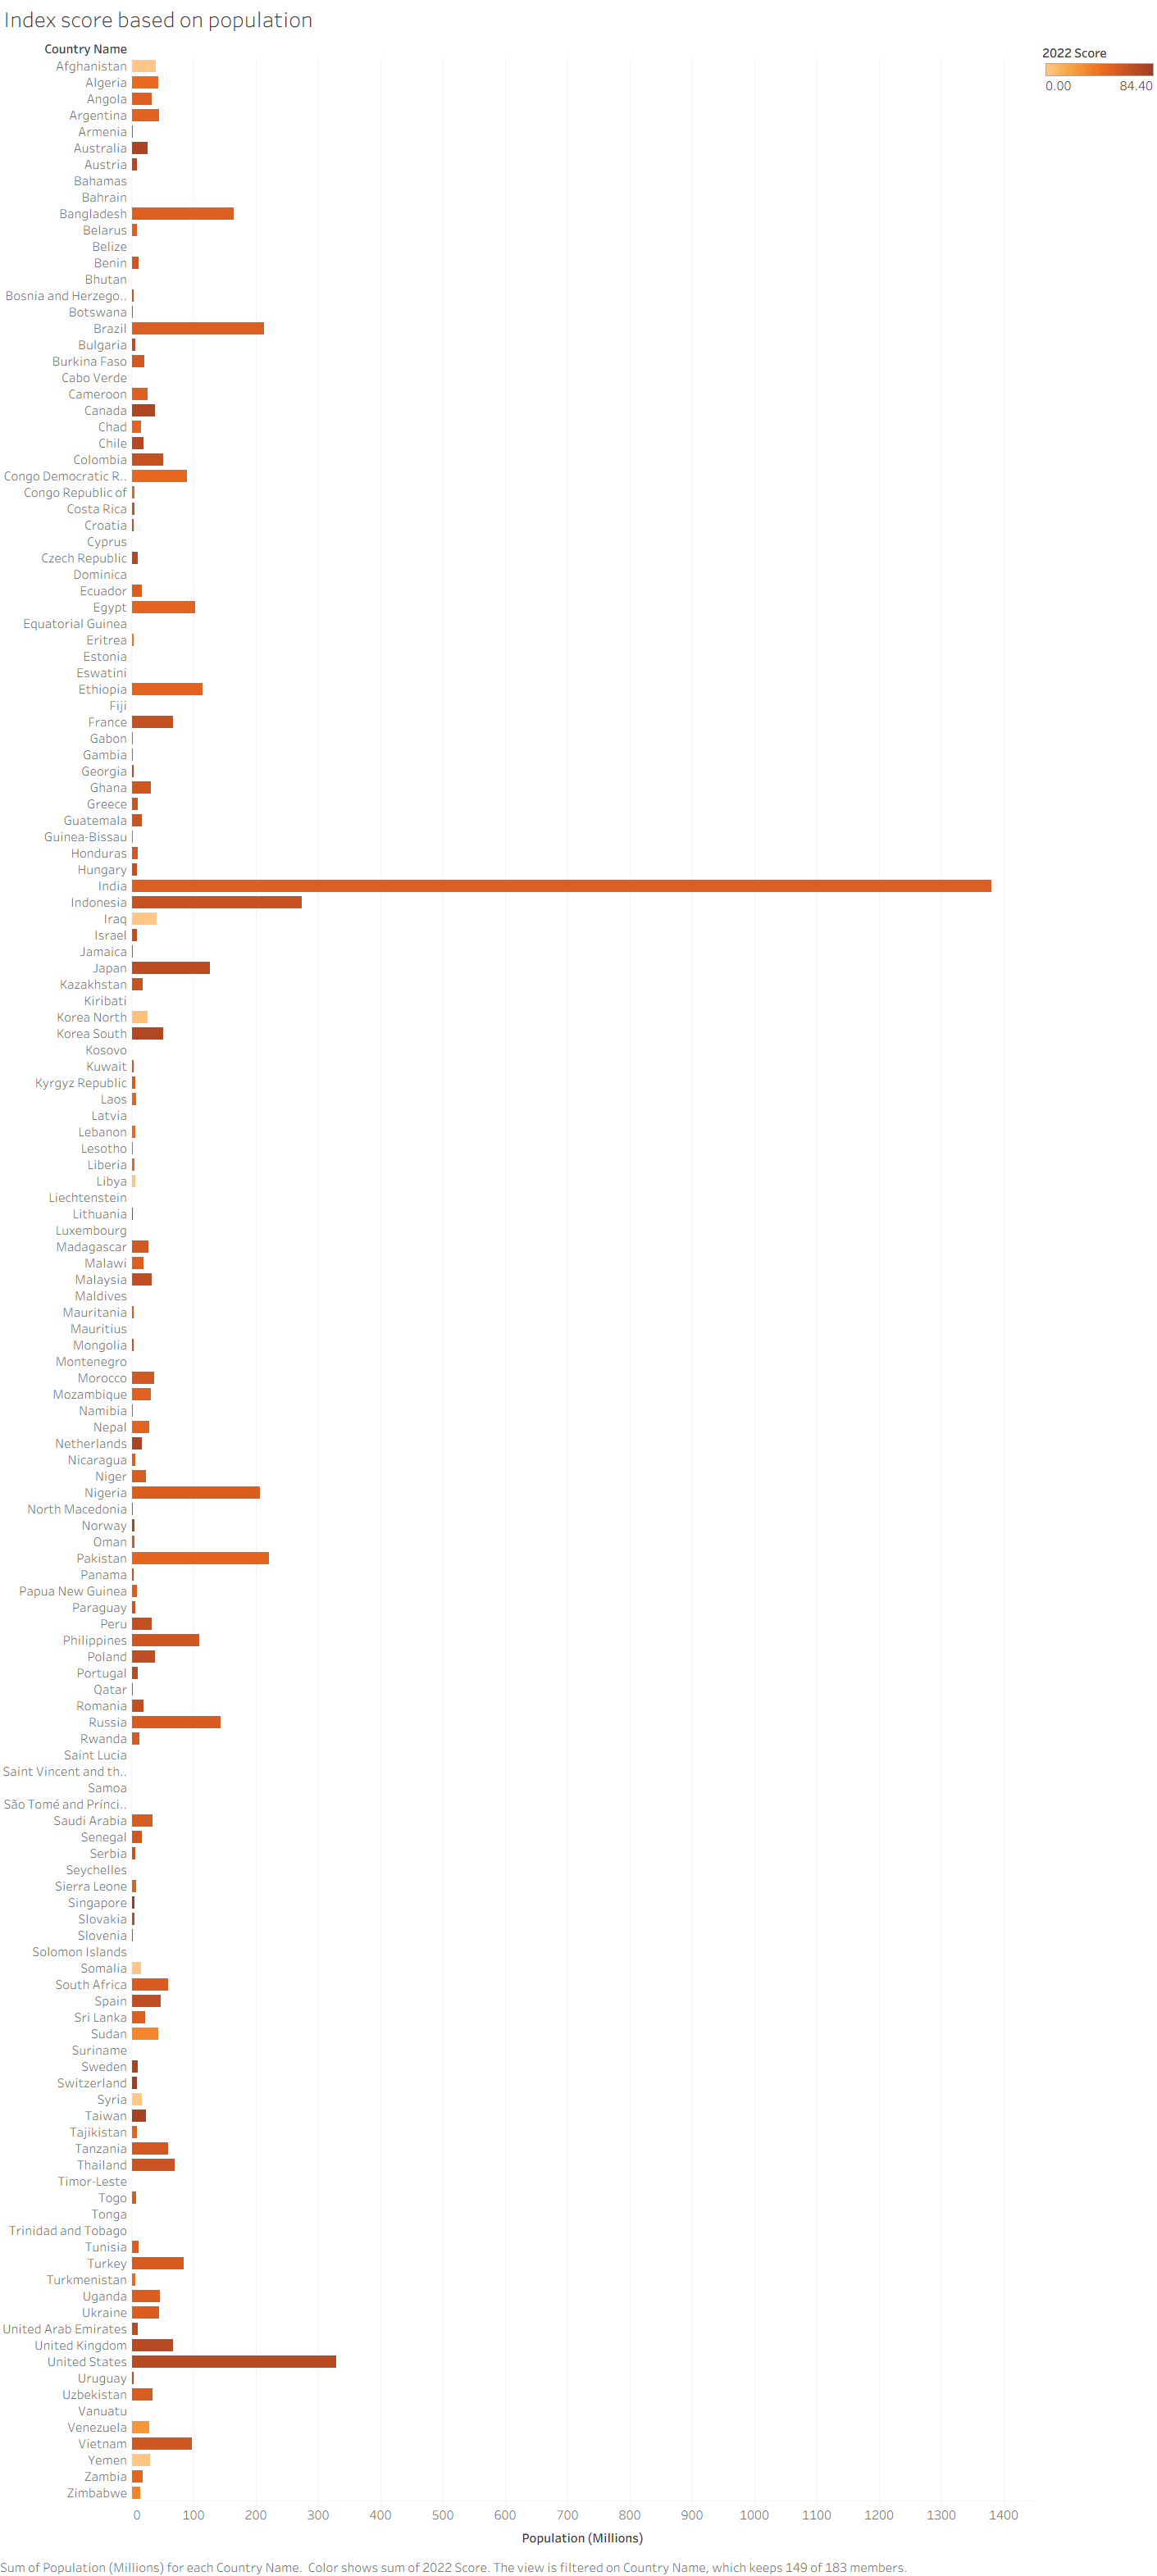 Index score based on population
Country Name
2022 Score
0.00 84.40
Afghanistan
Algeria
Angola
Argentina
Armenia
Australia
Austria
Bahamas
Bahrain
Bangladesh
Belarus
Belize
Benin
Bhutan
Bosnia and Herzego..
Botswana
Brazil
Bulgaria
Burkina Faso
Cabo Verde
Cameroon
Canada
Chad
Chile
Colombia
Congo Democratic R..
Congo Republic of
Costa Rica
Croatia
Cyprus
Czech Republic
Dominica
Ecuador
Egypt
Equatorial Guinea
Eritrea
Estonia
Eswatini
Ethiopia
Fiji
France
Gabon
Gambia
Georgia
Ghana
Greece
Guatemala
Guinea-Bissau
Honduras
Hungary
India
Indonesia
Iraq
Israel
Jamaica
Japan
Kazakhstan
Kiribati
Korea North
Korea South
Kosovo
Kuwait
Kyrgyz Republic
Laos
Latvia
Lebanon
Lesotho
Liberia
Libya
Liechtenstein
Lithuania
Luxembourg
Madagascar
Malawi
Malaysia
Maldives
Mauritania
Mauritius
Mongolia
Montenegro
Morocco
Mozambique
Namibia
Nepal
Netherlands
Nicaragua
Niger
Nigeria
North Macedonia
Norway
Oman
Pakistan
Panama
Papua New Guinea
Paraguay
Peru
Philippines
Poland
Portugal
Qatar
Romania
Russia
Rwanda
Saint Lucia
Saint Vincent and th..
Samoa
São Tomé and Prínci..
Saudi Arabia
Senegal
Serbia
Seychelles
Sierra Leone
Singapore
Slovakia
Slovenia
Solomon Islands
Somalia
South Africa
Spain
Sri Lanka
Sudan
Suriname
Sweden
Switzerland
Syria
Taiwan
Tajikistan
Tanzania
Thailand
Timor-Leste
Togo
Tonga
Trinidad and Tobago
Tunisia
Turkey
Turkmenistan
Uganda
Ukraine
United Arab Emirates
United Kingdom
United States
Uruguay
Uzbekistan
Vanuatu
Venezuela
Vietnam
Yemen
Zambia
Zimbabwe
0 100 200 300 400 500 600 700 800 900 1000 1100 1200 1300 1400
Population (Millions)
Sum of Population (Millions) for each Country Name. Color shows sum of 2022 Score. The view is filtered on Country Name, which keeps 149 of 183 members.